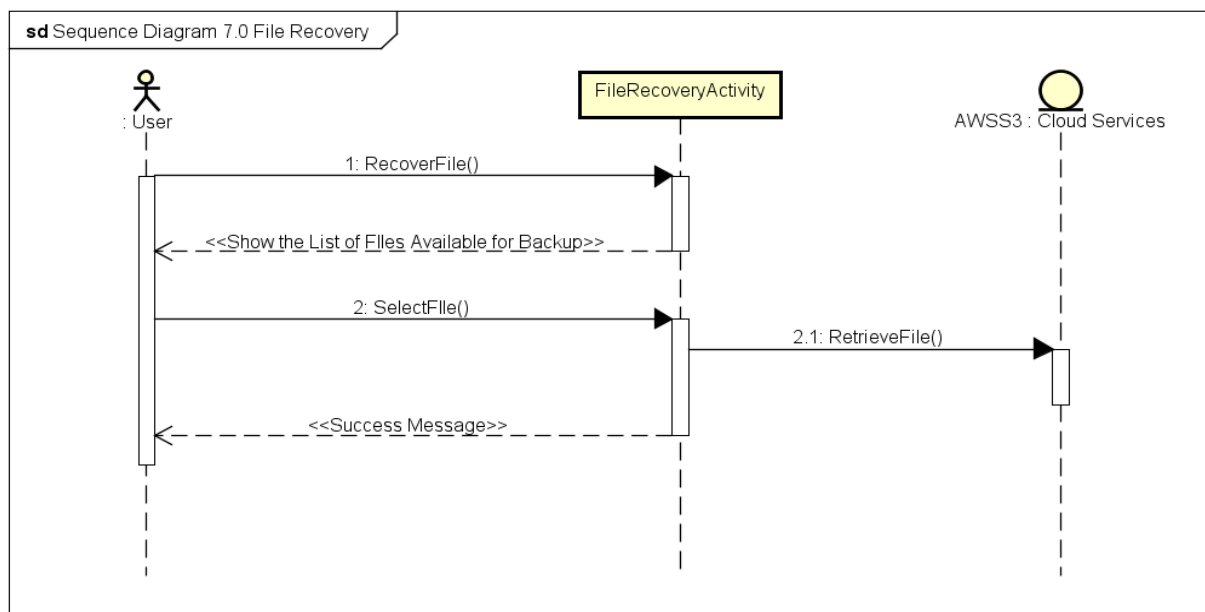 sd Sequence Diagram 7.0 File Recovery
: User
FileRecoveryActivity
AWSS3 : Cloud Services
1: RecoverFile()
<<Show the List of FIles Available for Backup>>
2: SelectFIle()
2.1: RetrieveFile()
<<Success Message>>